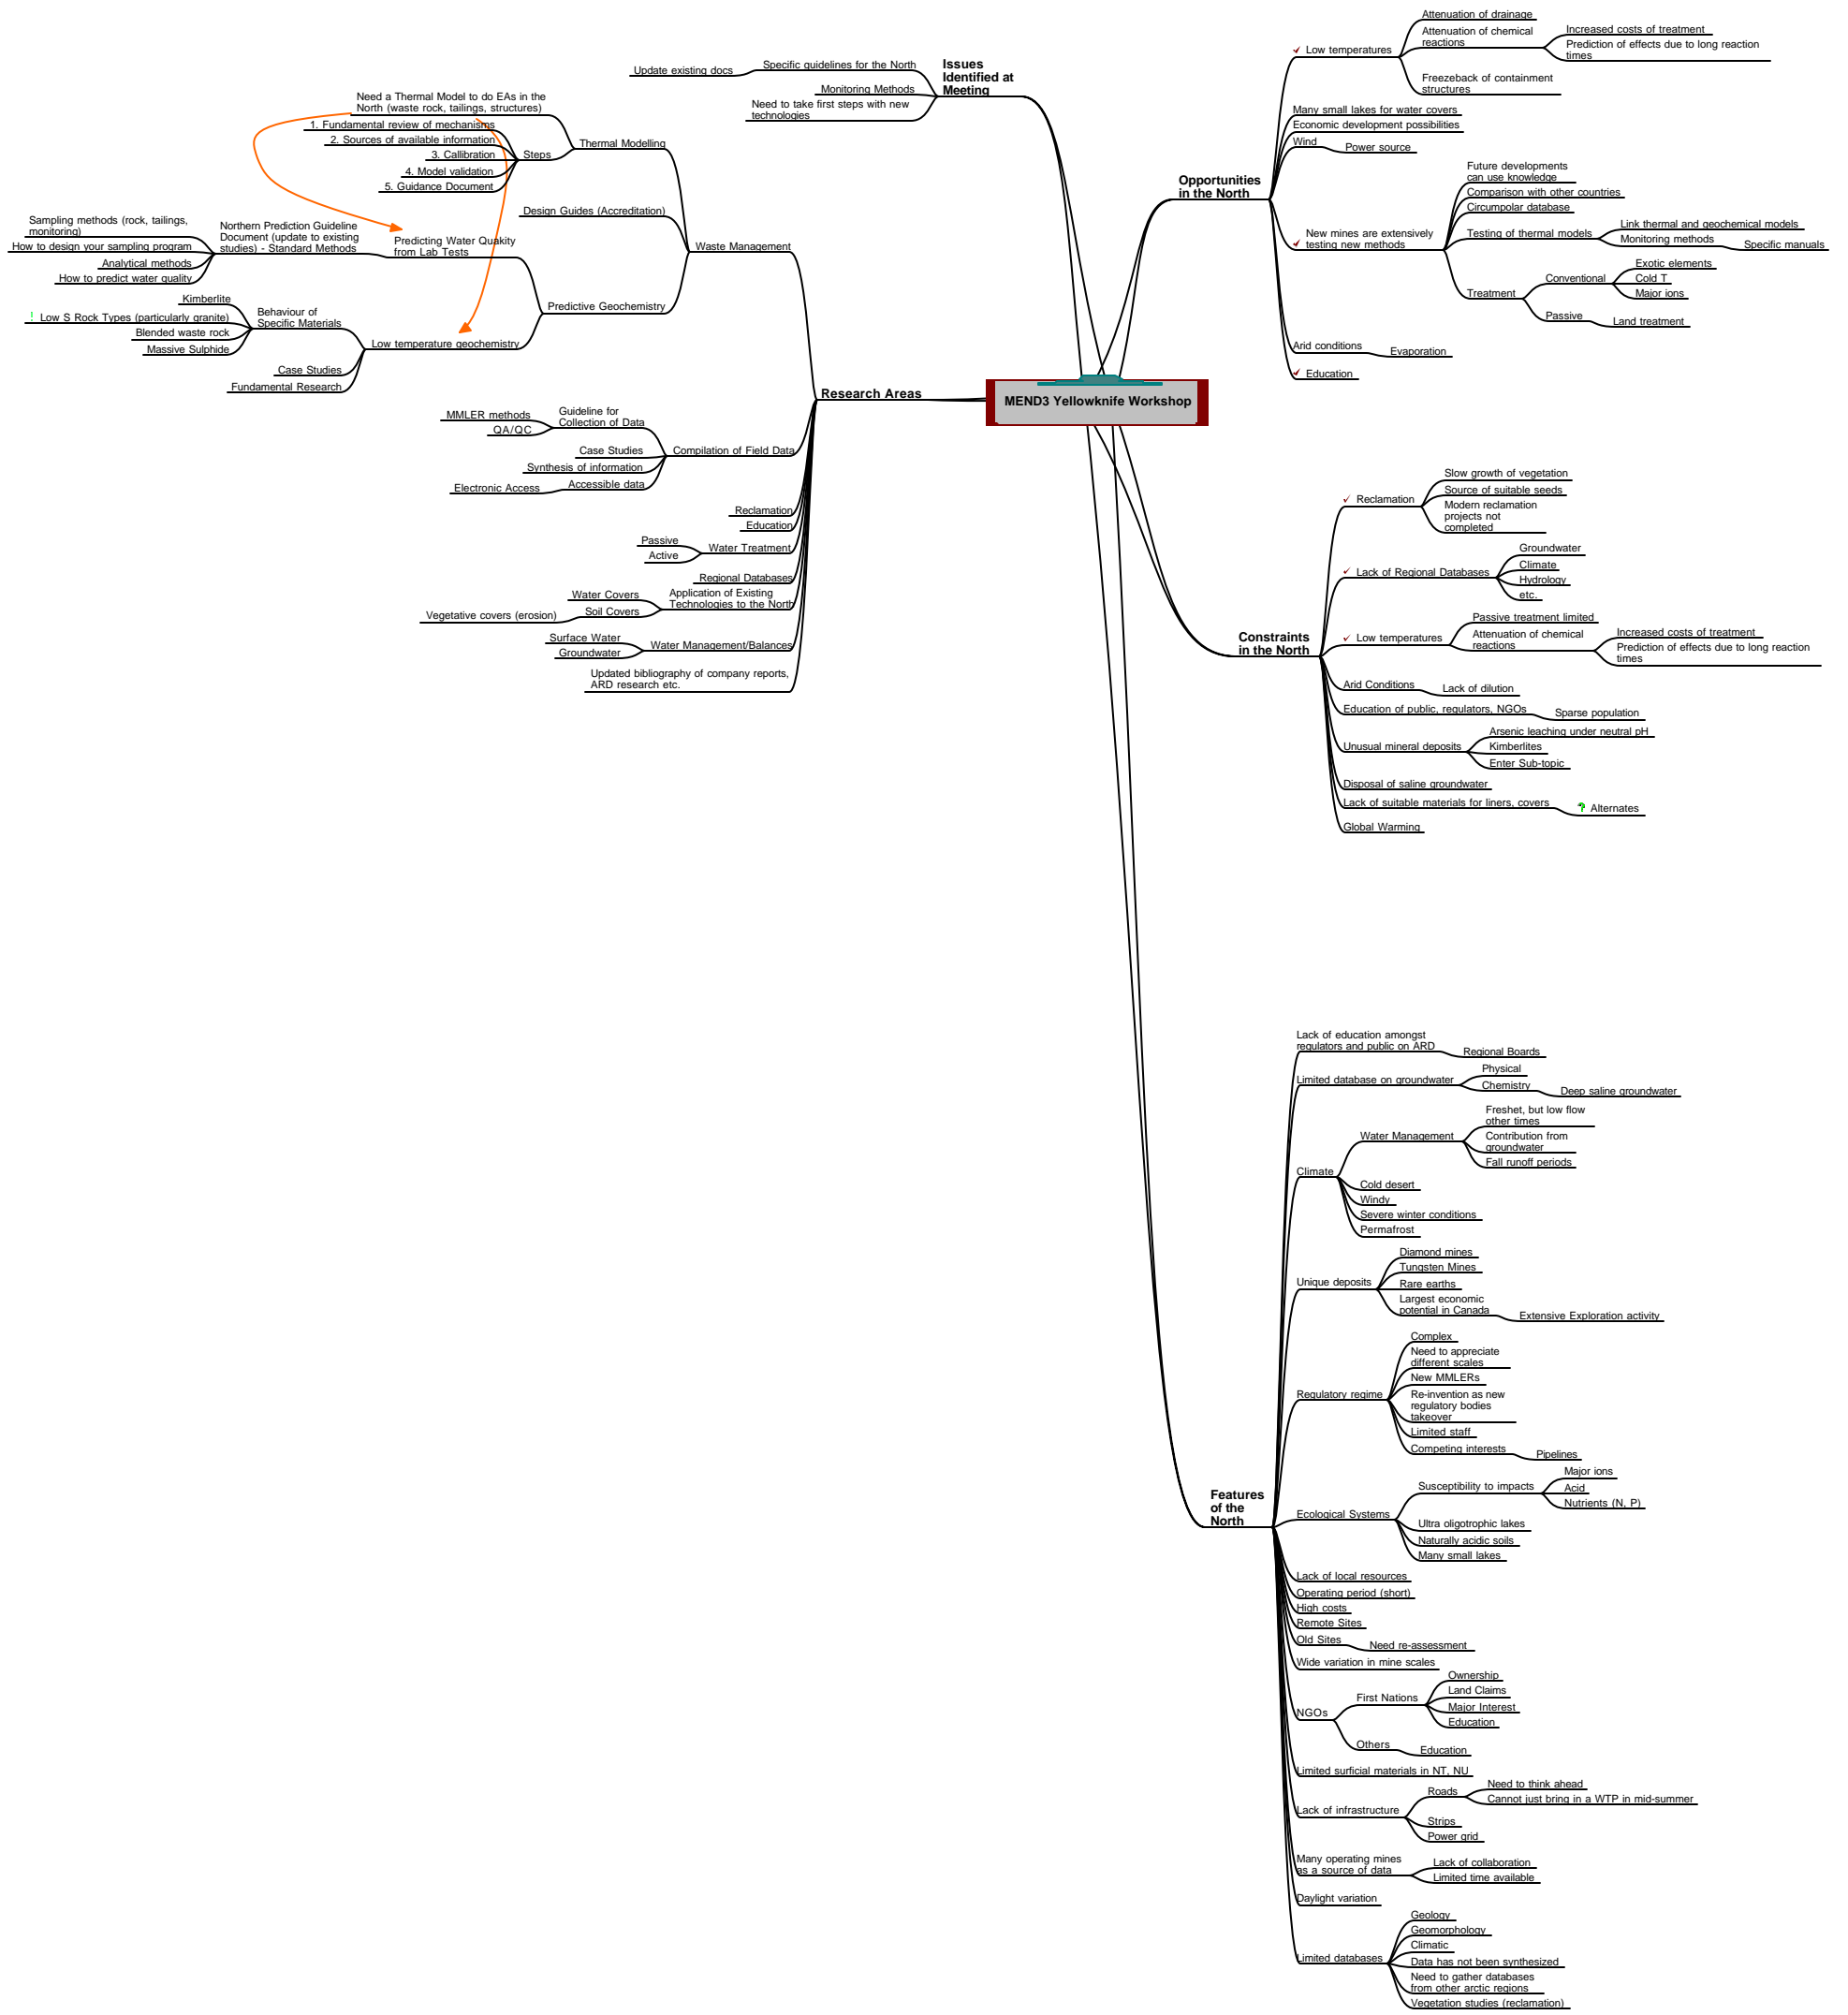 MEND3 Yellowknife Workshop
Issues
Identified at
Meeting
Specific guidelines for the North
Update existing docs
Monitoring Methods
Need to take first steps with new
technologies
Research Areas
Waste Management
Thermal Modelling
Need a Thermal Model to do EAs in the
North (waste rock, tailings, structures)
Steps
1. Fundamental review of mechanisms
2. Sources of available information
3. Callibration
4. Model validation
5. Guidance Document
Design Guides (Accreditation)
Predictive Geochemistry
Predicting Water Quakity
from Lab Tests
Northern Prediction Guideline
Document (update to existing
studies) - Standard Methods
Sampling methods (rock, tailings,
monitoring)
How to design your sampling program
Analytical methods
How to predict water quality
Low temperature geochemistry
Behaviour of
Specific Materials
Kimberlite
! Low S Rock Types (particularly granite)
Blended waste rock
Massive Sulphide
Case Studies
Fundamental Research
Compilation of Field Data
Guideline for
Collection of Data
MMLER methods
QA/QC
Case Studies
Synthesis of information
Accessible data
Electronic Access
Reclamation
Education
Water Treatment
Passive
Active
Regional Databases
Application of Existing
Technologies to the North
Water Covers
Soil Covers
Vegetative covers (erosion)
Water Management/Balances
Surface Water
Groundwater
Updated bibliography of company reports,
ARD research etc.
Opportunities
in the North
Low temperatures
Attenuation of drainage
Attenuation of chemical
reactions
Increased costs of treatment
Prediction of effects due to long reaction
times
Freezeback of containment
structures
Many small lakes for water covers
Economic development possibilities
Wind
Power source
New mines are extensively
testing new methods
Future developments
can use knowledge
Comparison with other countries
Circumpolar database
Testing of thermal models
Link thermal and geochemical models
Monitoring methods
Specific manuals
Treatment
Conventional
Exotic elements
Cold T
Major ions
Passive
Land treatment
Arid conditions
Evaporation
Education
Constraints
in the North
Reclamation
Slow growth of vegetation
Source of suitable seeds
Modern reclamation
projects not
completed
Lack of Regional Databases
Groundwater
Climate
Hydrology
etc.
Low temperatures
Passive treatment limited
Attenuation of chemical
reactions
Increased costs of treatment
Prediction of effects due to long reaction
times
Arid Conditions
Lack of dilution
Education of public, regulators, NGOs
Sparse population
Unusual mineral deposits
Arsenic leaching under neutral pH
Kimberlites
Enter Sub-topic
Disposal of saline groundwater
Lack of suitable materials for liners, covers
Alternates
Global Warming
Features
of the
North
Lack of education amongst
regulators and public on ARD
Regional Boards
Limited database on groundwater
Physical
Chemistry
Deep saline groundwater
Climate
Water Management
Freshet, but low flow
other times
Contribution from
groundwater
Fall runoff periods
Cold desert
Windy
Severe winter conditions
Permafrost
Unique deposits
Diamond mines
Tungsten Mines
Rare earths
Largest economic
potential in Canada
Extensive Exploration activity
Regulatory regime
Complex
Need to appreciate
different scales
New MMLERs
Re-invention as new
regulatory bodies
takeover
Limited staff
Competing interests
Pipelines
Ecological Systems
Susceptibility to impacts
Major ions
Acid
Nutrients (N, P)
Ultra oligotrophic lakes
Naturally acidic soils
Many small lakes
Lack of local resources
Operating period (short)
High costs
Remote Sites
Old Sites
Need re-assessment
Wide variation in mine scales
NGOs
First Nations
Ownership
Land Claims
Major Interest
Education
Others
Education
Limited surficial materials in NT, NU
Lack of infrastructure
Roads
Need to think ahead
Cannot just bring in a WTP in mid-summer
Strips
Power grid
Many operating mines
as a source of data
Lack of collaboration
Limited time available
Daylight variation
Limited databases
Geology
Geomorphology
Climatic
Data has not been synthesized
Need to gather databases
from other arctic regions
Vegetation studies (reclamation)